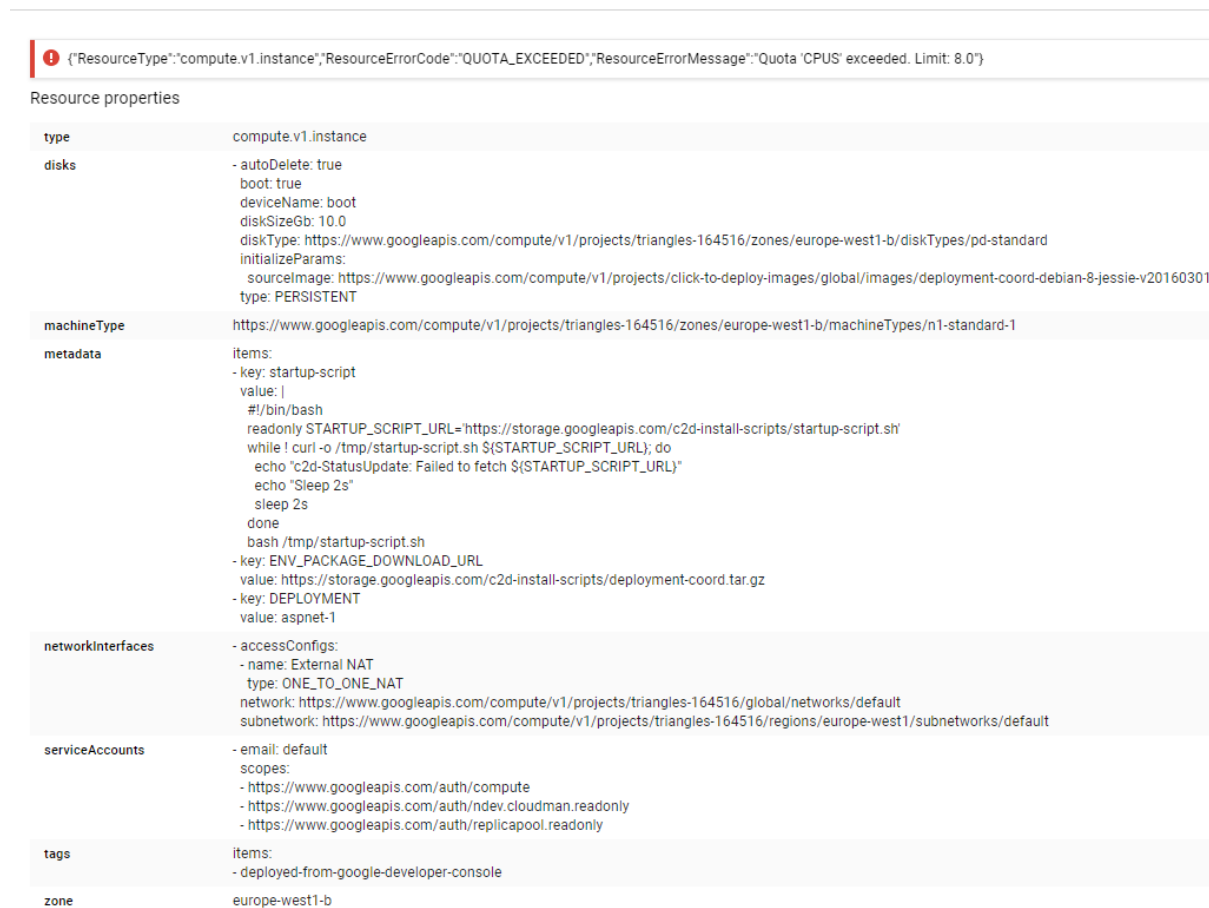 {"ResourceType":"compute.v1.instance","ResourceErrorCode":"QUOTA_EXCEEDED","ResourceErrorMessage":"Quota 'CPUS' exceeded. Limit: 8.0"}
Resource properties
type compute.v1.instance
disks - autoDelete: true
boot: true
deviceName: boot
diskSizeGb: 10.0
diskType: https://www.googleapis.com/compute/v1/projects/triangles-164516/zones/europe-west1-b/diskTypes/pd-standard
initializeParams:
sourceImage: https://www.googleapis.com/compute/v1/projects/click-to-deploy-images/global/images/deployment-coord-debian-8-jessie-v20160301
type: PERSISTENT
machineType https://www.googleapis.com/compute/v1/projects/triangles-164516/zones/europe-west1-b/machineTypes/n1-standard-1
metadata items:
- key: startup-script
value: |
#!/bin/bash
readonly STARTUP_SCRIPT_URL='https://storage.googleapis.com/c2d-install-scripts/startup-script.sh'
while ! curl -o /tmp/startup-script.sh ${STARTUP_SCRIPT_URL}; do
echo "c2d-StatusUpdate: Failed to fetch ${STARTUP_SCRIPT_URL}"
echo "Sleep 2s"
sleep 2s
done
bash /tmp/startup-script.sh
- key: ENV_PACKAGE_DOWNLOAD_URL
value: https://storage.googleapis.com/c2d-install-scripts/deployment-coord.tar.gz
- key: DEPLOYMENT
value: aspnet-1
networkInterfaces - accessConfigs:
- name: External NAT
type: ONE_TO_ONE_NAT
network: https://www.googleapis.com/compute/v1/projects/triangles-164516/global/networks/default
subnetwork: https://www.googleapis.com/compute/v1/projects/triangles-164516/regions/europe-west1/subnetworks/default
serviceAccounts - email: default
scopes:
- https://www.googleapis.com/auth/compute
- https://www.googleapis.com/auth/ndev.cloudman.readonly
- https://www.googleapis.com/auth/replicapool.readonly
tags items:
- deployed-from-google-developer-console
zone europe-west1-b